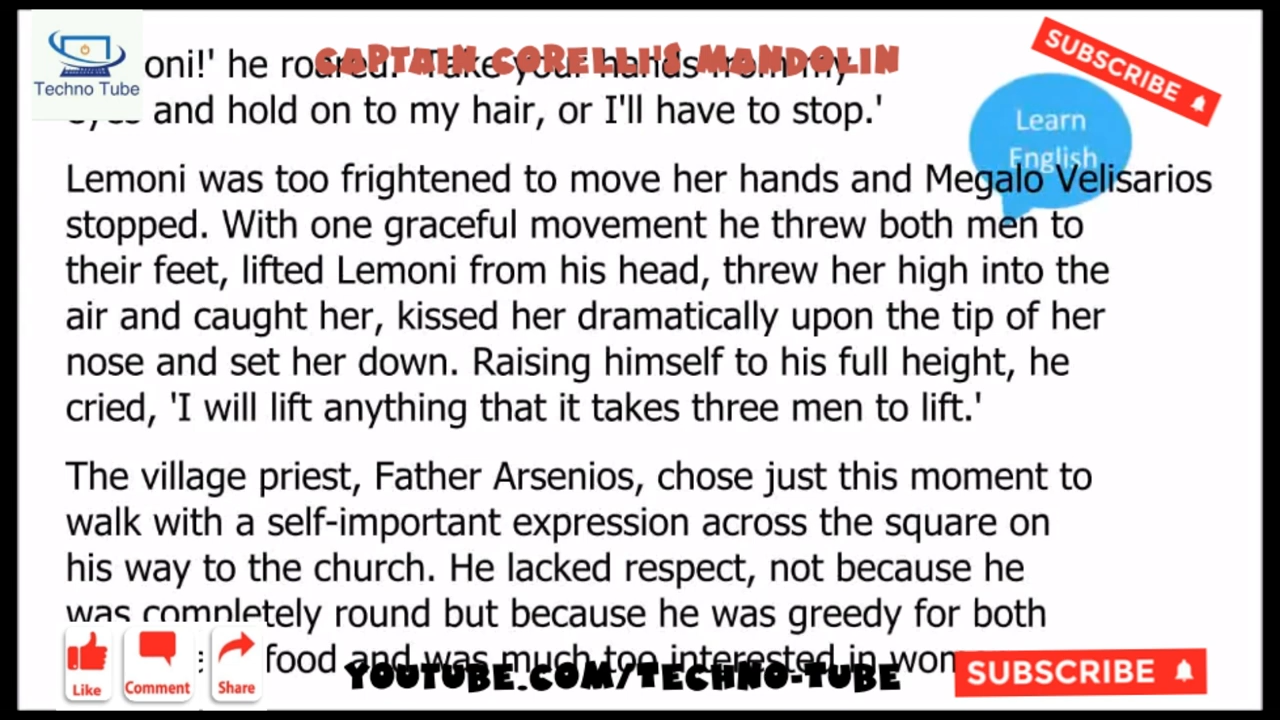 CAPTAIN CORELLI'S MANDOLIN
SUBSCRIBE
Techno Tube
Learn
English
oni!' he roared. 'Take your hands from my
eyes and hold on to my hair, or I'll have to stop.'
Lemoni was too frightened to move her hands and Megalo Velisarios
stopped. With one graceful movement he threw both men to
their feet, lifted Lemoni from his head, threw her high into the
air and caught her, kissed her dramatically upon the tip of her
nose and set her down. Raising himself to his full height, he
cried, 'I will lift anything that it takes three men to lift.'
The village priest, Father Arsenios, chose just this moment to
walk with a self-important expression across the square on
his way to the church. He lacked respect, not because he
was completely round but because he was greedy for both
food and was much too interested in
Like
Comment
Share
YOUTUBE.COM/TECHNO-TUBE
SUBSCRIBE